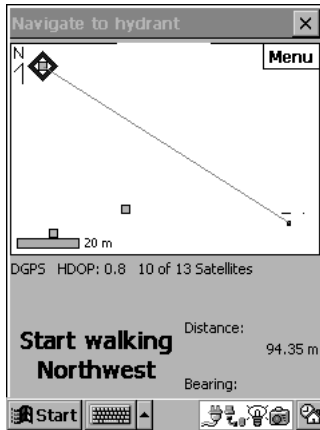 Navigate to hydrant
N
Menu
20 m
DGPS HDOP: 0.8 10 of 13 Satellites
Start walking
Northwest
Distance:
94.35 m
Bearing:
Start